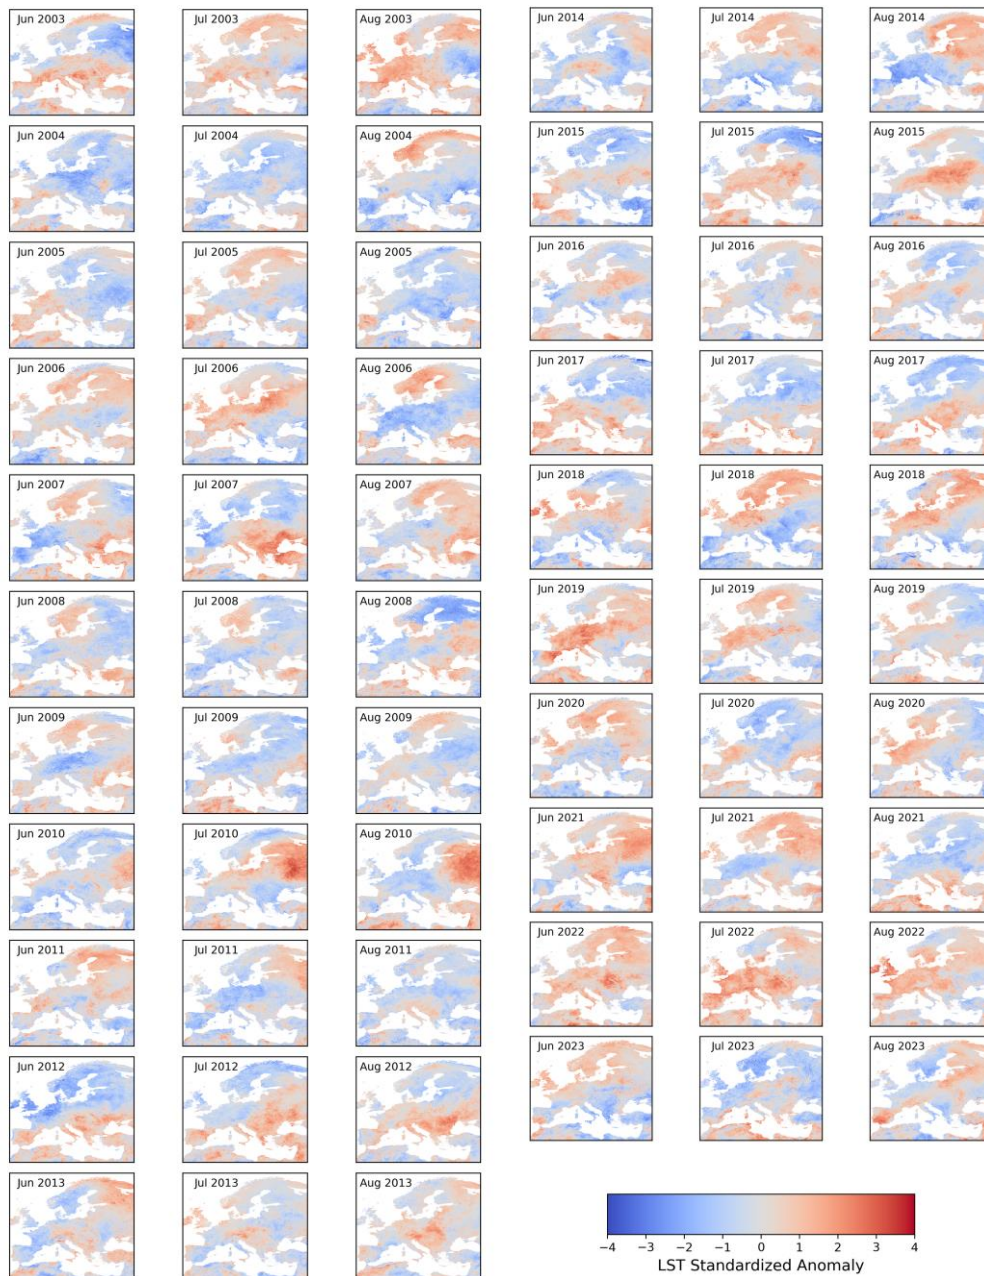 Jun 2003
Jul 2003
Aug 2003
Jun 2004
Jul 2004
Aug 2004
Jun 2005
Jul 2005
Aug 2005
Jun 2006
Jul 2006
Aug 2006
Jun 2007
Jul 2007
Aug 2007
Jun 2008
Jul 2008
Aug 2008
Jun 2009
Jul 2009
Aug 2009
Jun 2010
Jul 2010
Aug 2010
Jun 2011
Jul 2011
Aug 2011
Jun 2012
Jul 2012
Aug 2012
Jun 2013
Jul 2013
Aug 2013
Jun 2014
Jul 2014
Aug 2014
Jun 2015
Jul 2015
Aug 2015
Jun 2016
Jul 2016
Aug 2016
Jun 2017
Jul 2017
Aug 2017
Jun 2018
Jul 2018
Aug 2018
Jun 2019
Jul 2019
Aug 2019
Jun 2020
Jul 2020
Aug 2020
Jun 2021
Jul 2021
Aug 2021
Jun 2022
Jul 2022
Aug 2022
Jun 2023
Jul 2023
Aug 2023
−4 −3 −2 −1 0 1 2 3 4
LST Standardized Anomaly